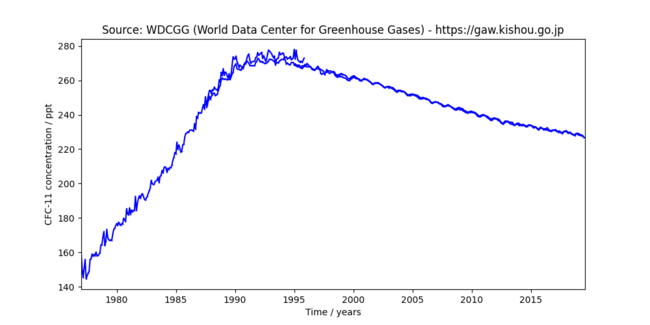 Source: WDCGG (World Data Center for Greenhouse Gases) - https://gaw.kishou.go.jp
CFC-11 concentration / ppt
280
260
240
220
200
180
160
140
1980 1985 1990 1995 2000 2005 2010 2015
Time / years